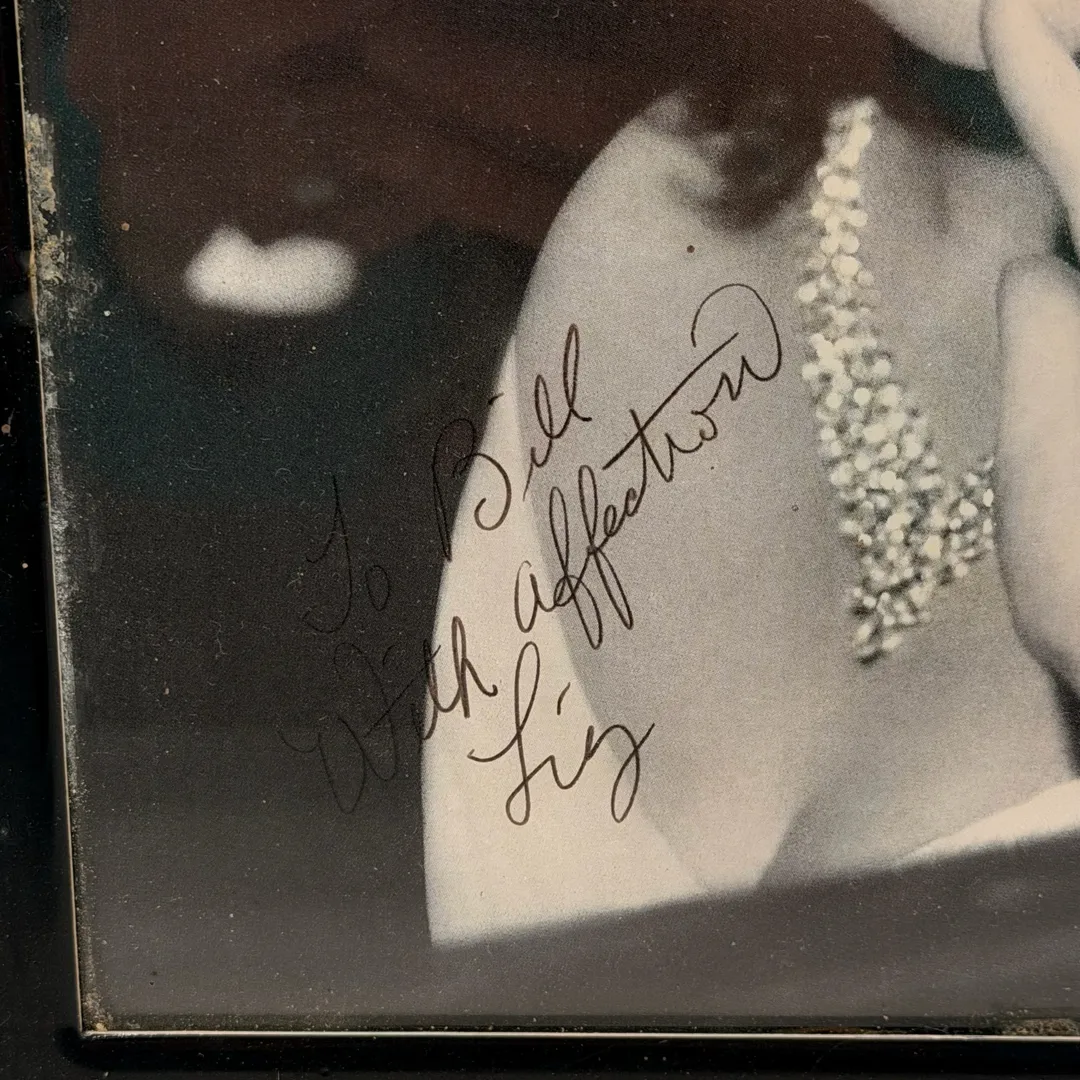 To Bill
With affection
Liz